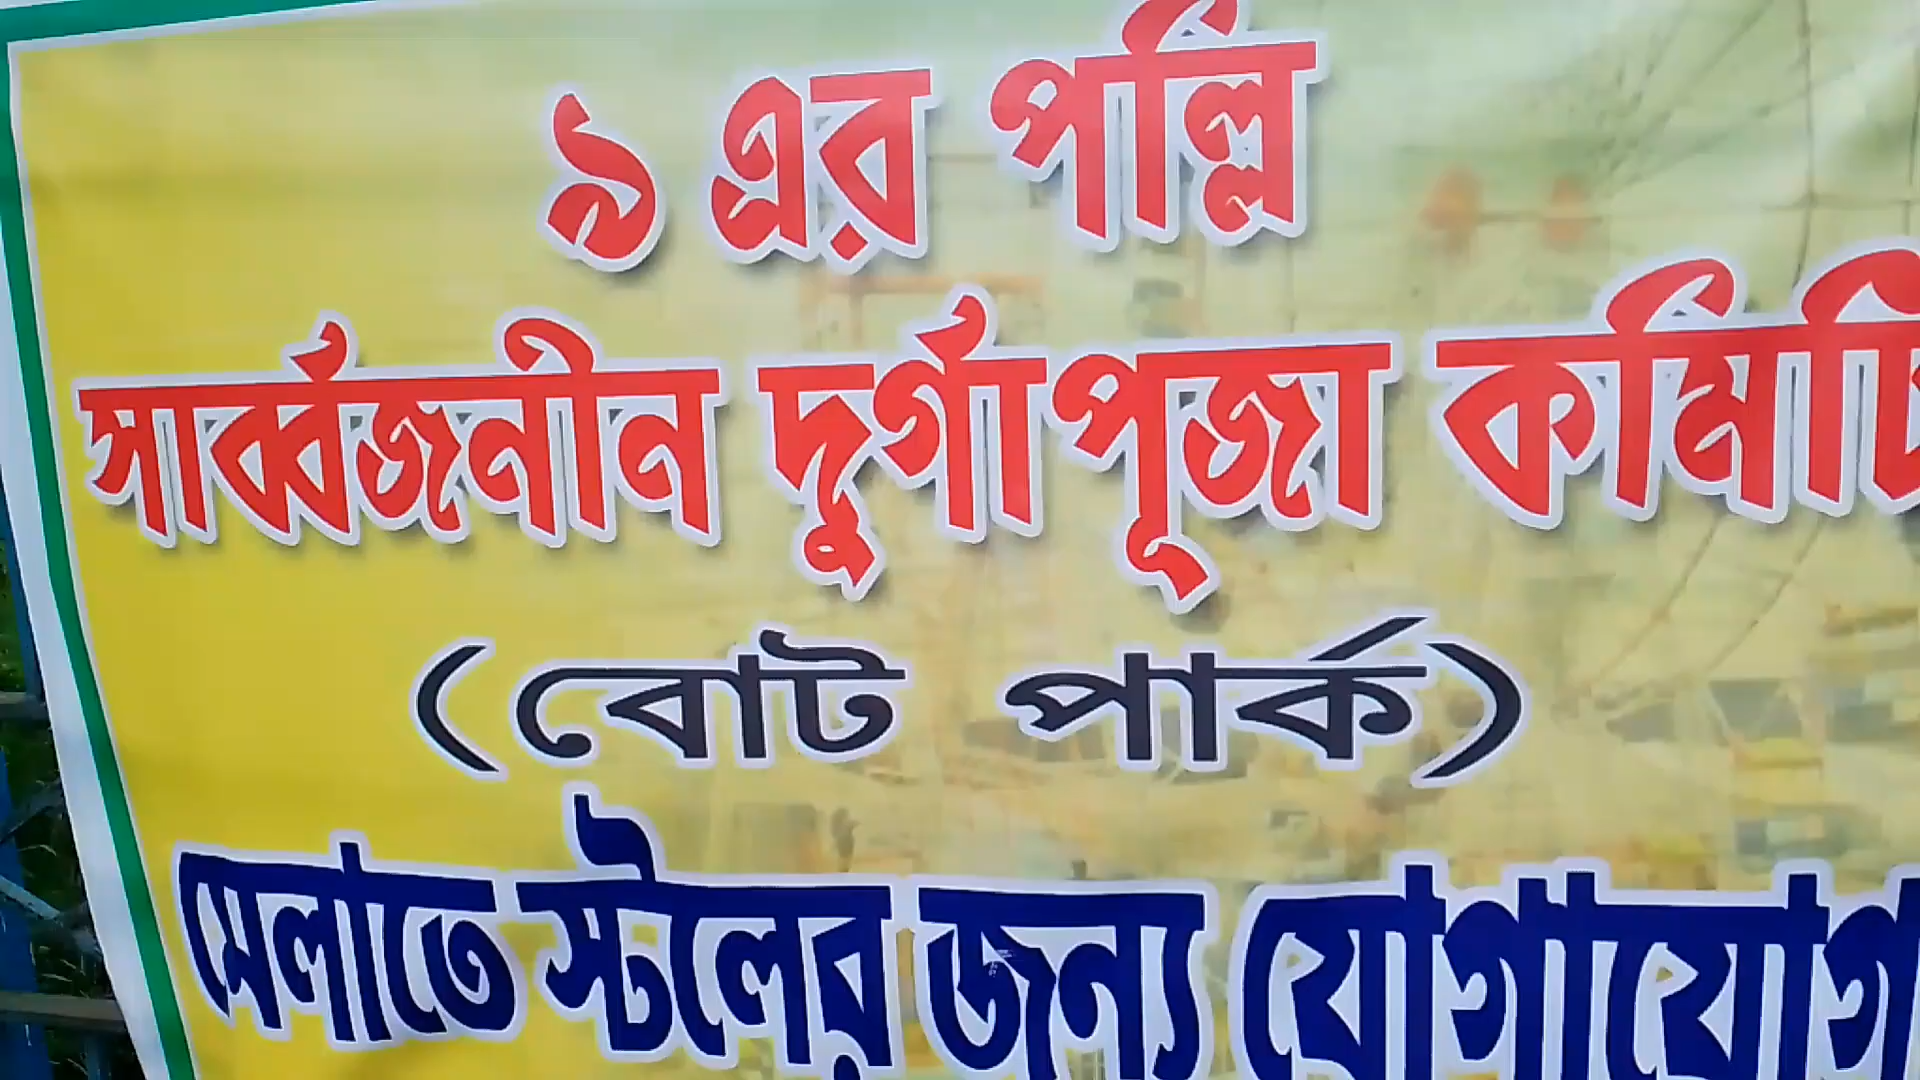 ৯ এর পল্লি
সার্ব্বজনীন দুর্গাপূজা কমিটি
(বোট পার্ক)
মেলাতে স্টলের জন্য যোগাযোগ